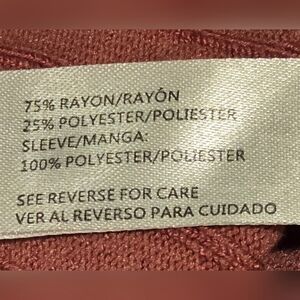 75% RAYON/RAYÓN
25% POLYESTER/POLIESTER
SLEEVE/MANGA:
100% POLYESTER/POLIESTER
SEE REVERSE FOR CARE
VER AL REVERSO PARA CUIDADO